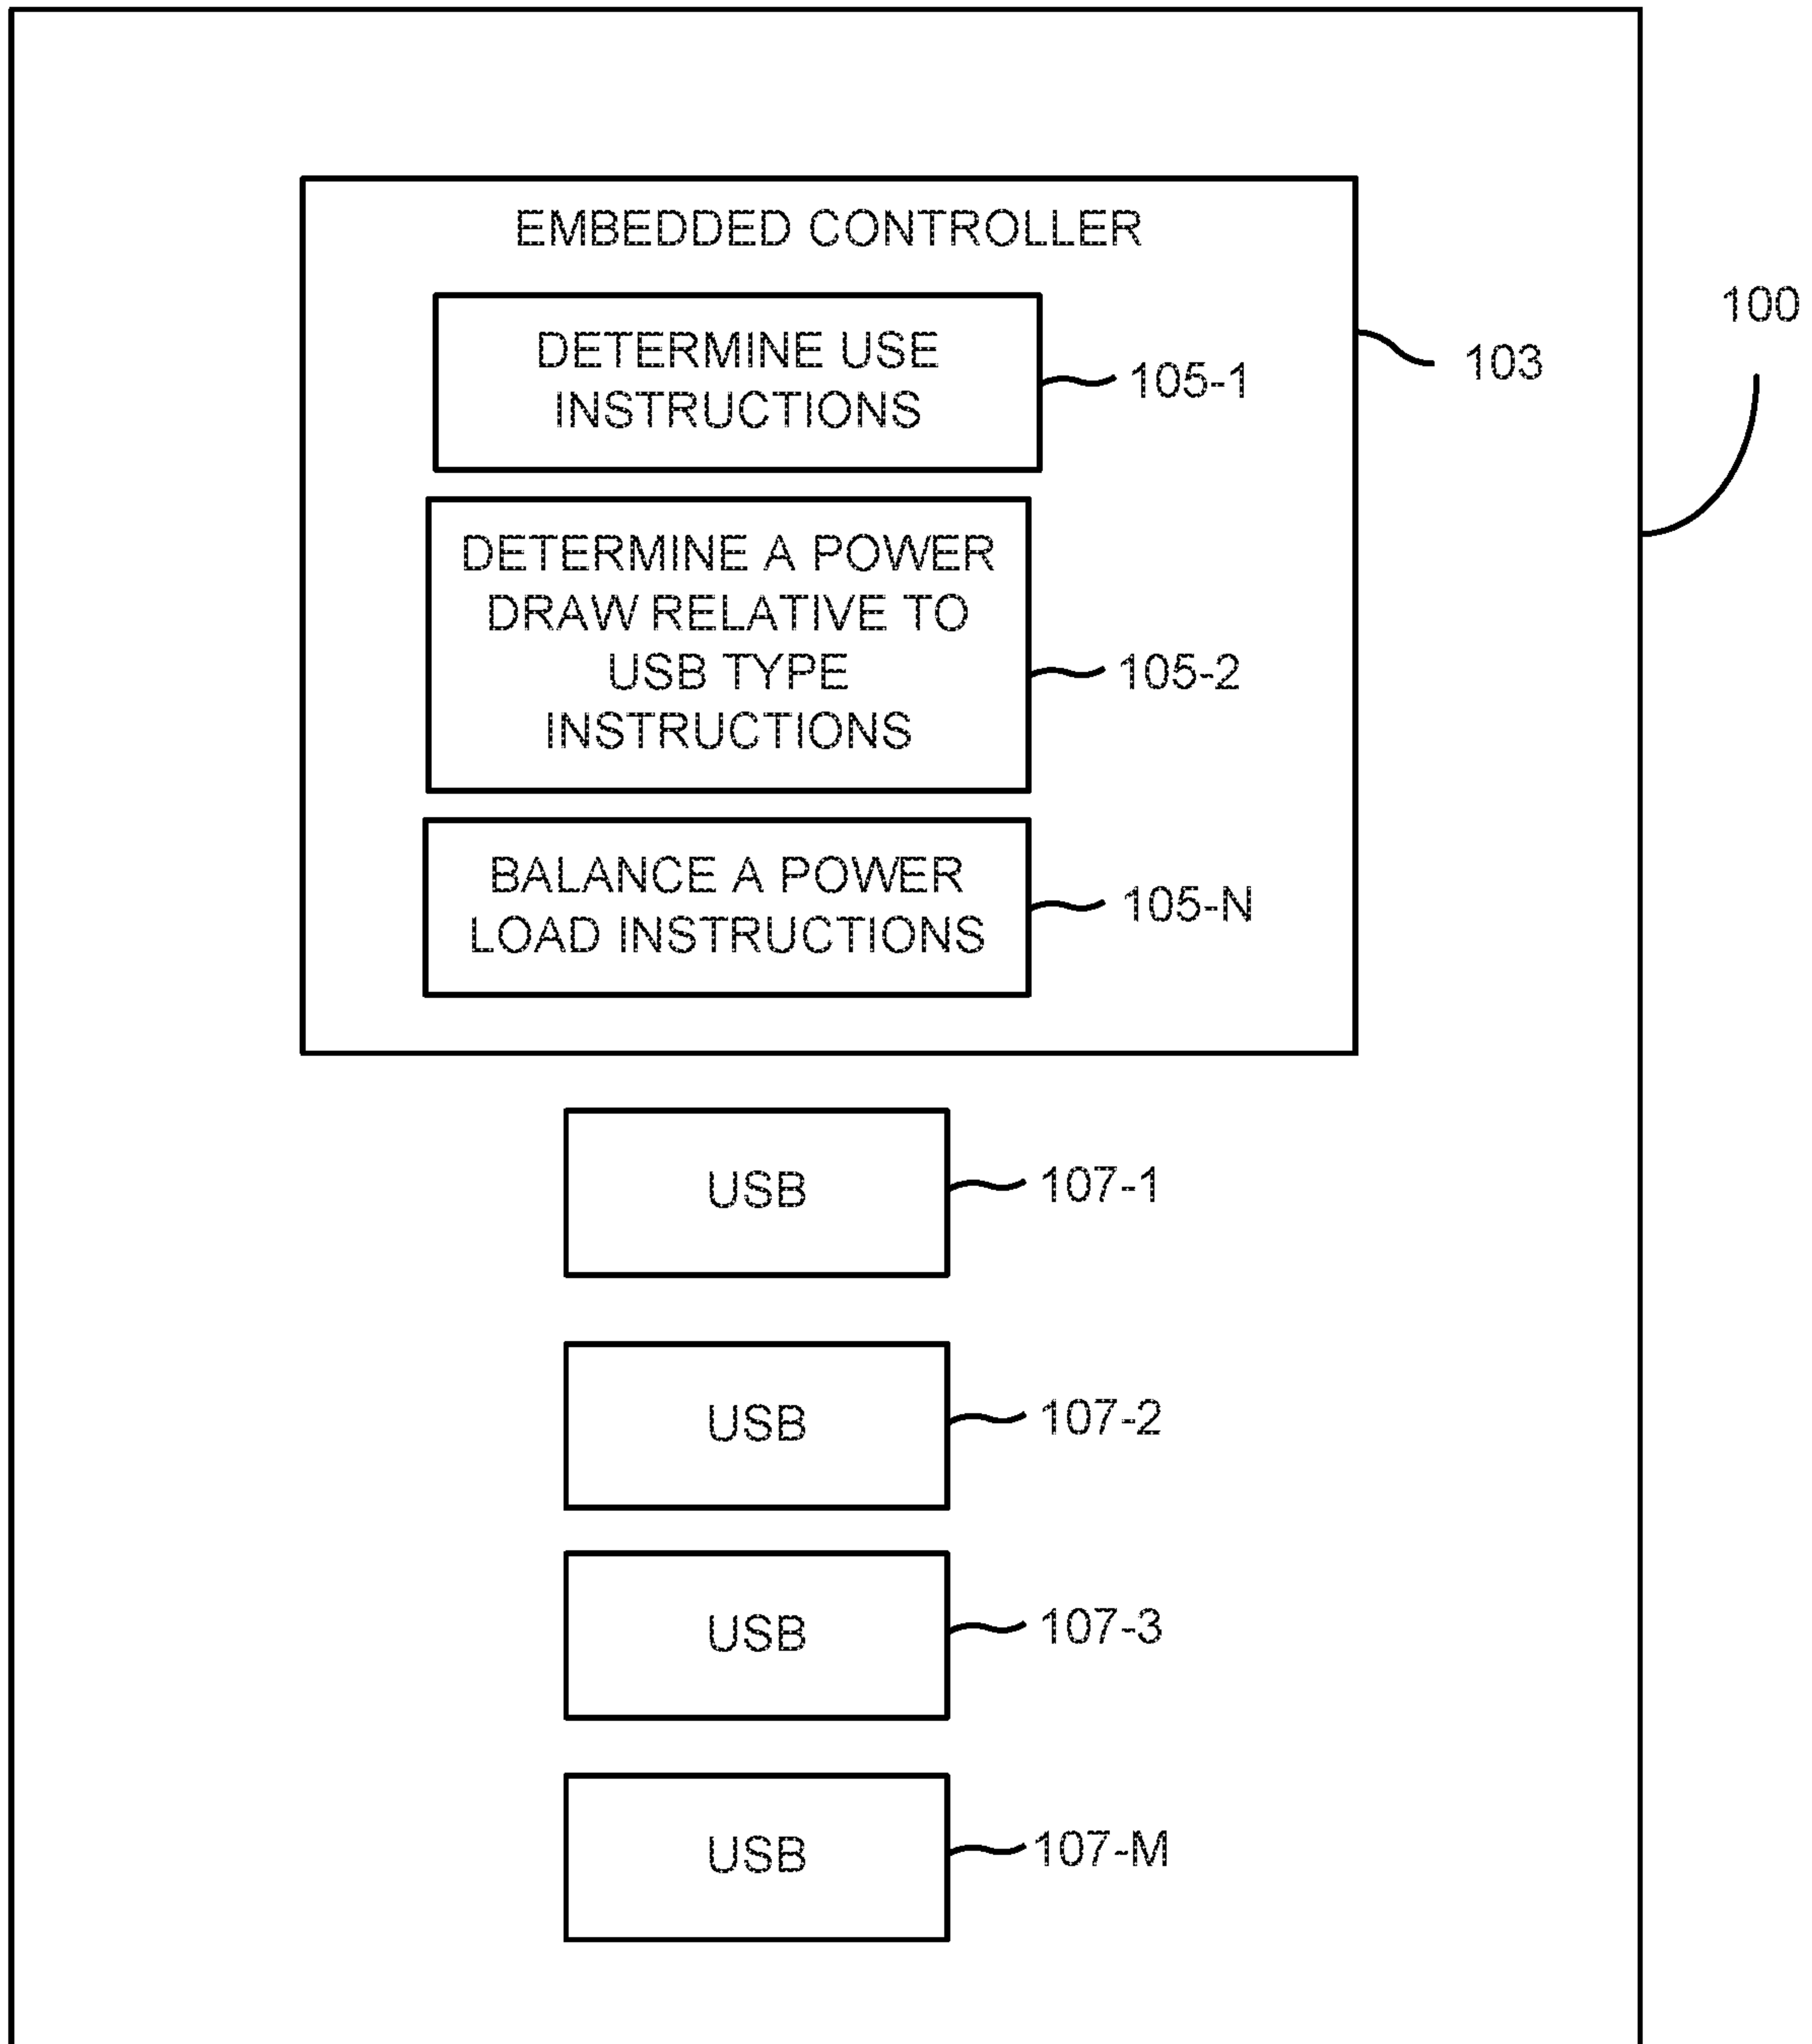 EMBEDDED CONTROLLER
DETERMINE USE
INSTRUCTIONS
105-1
103
100
DETERMINE A POWER
DRAW RELATIVE TO
USB TYPE
INSTRUCTIONS
105-2
BALANCE A POWER
LOAD INSTRUCTIONS
105-N
USB
107-1
USB
107-2
USB
107-3
USB
107-M